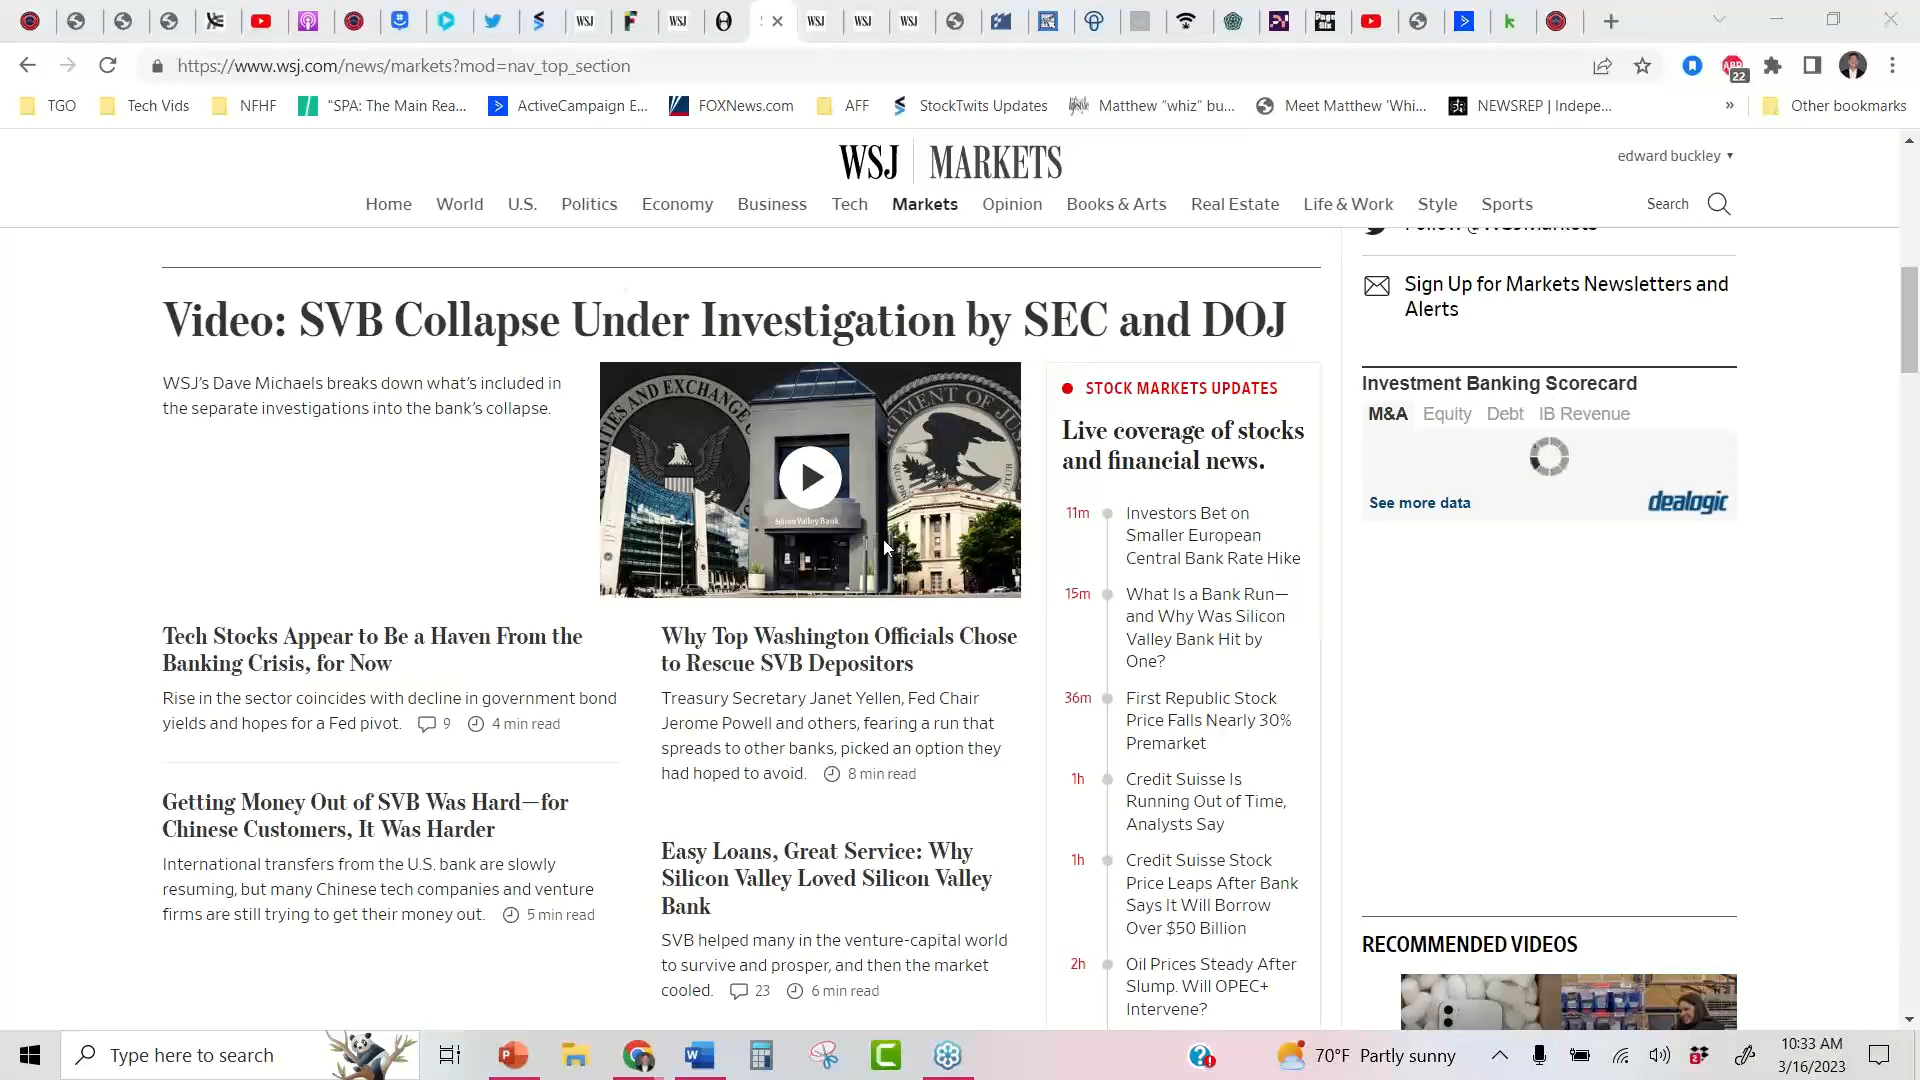 https://www.wsj.com/news/markets?mod=nav_top_section
22
TGO
Tech Vids
NFHF
"SPA: The Main Rea...
ActiveCampaign E...
FOXNews.com
AFF
StockTwits Updates
Matthew "whiz" bu...
Meet Matthew 'Whi...
NEWSREP | Indepe...
»
Other bookmarks
WSJ | MARKETS
edward buckley
Home
World
U.S.
Politics
Economy
Business
Tech
Markets
Opinion
Books & Arts
Real Estate
Life & Work
Style
Sports
Search
Follow @WSJMarkets
Sign Up for Markets Newsletters and
Alerts
Video: SVB Collapse Under Investigation by SEC and DOJ
WSJ's Dave Michaels breaks down what's included in
the separate investigations into the bank's collapse.
Silicon Valley Bank
Tech Stocks Appear to Be a Haven From the
Banking Crisis, for Now
Rise in the sector coincides with decline in government bond
yields and hopes for a Fed pivot. 9 4 min read
Getting Money Out of SVB Was Hard—for
Chinese Customers, It Was Harder
International transfers from the U.S. bank are slowly
resuming, but many Chinese tech companies and venture
firms are still trying to get their money out. 5 min read
Why Top Washington Officials Chose
to Rescue SVB Depositors
Treasury Secretary Janet Yellen, Fed Chair
Jerome Powell and others, fearing a run that
spreads to other banks, picked an option they
had hoped to avoid. 8 min read
Easy Loans, Great Service: Why
Silicon Valley Loved Silicon Valley
Bank
SVB helped many in the venture-capital world
to survive and prosper, and then the market
cooled. 23 6 min read
STOCK MARKETS UPDATES
Live coverage of stocks
and financial news.
11m
Investors Bet on
Smaller European
Central Bank Rate Hike
15m
What Is a Bank Run—
and Why Was Silicon
Valley Bank Hit by
One?
36m
First Republic Stock
Price Falls Nearly 30%
Premarket
1h
Credit Suisse Is
Running Out of Time,
Analysts Say
1h
Credit Suisse Stock
Price Leaps After Bank
Says It Will Borrow
Over $50 Billion
2h
Oil Prices Steady After
Slump. Will OPEC+
Intervene?
Investment Banking Scorecard
M&A
Equity
Debt
IB Revenue
See more data
dealogic
RECOMMENDED VIDEOS
Type here to search
70°F Partly sunny
10:33 AM
3/16/2023